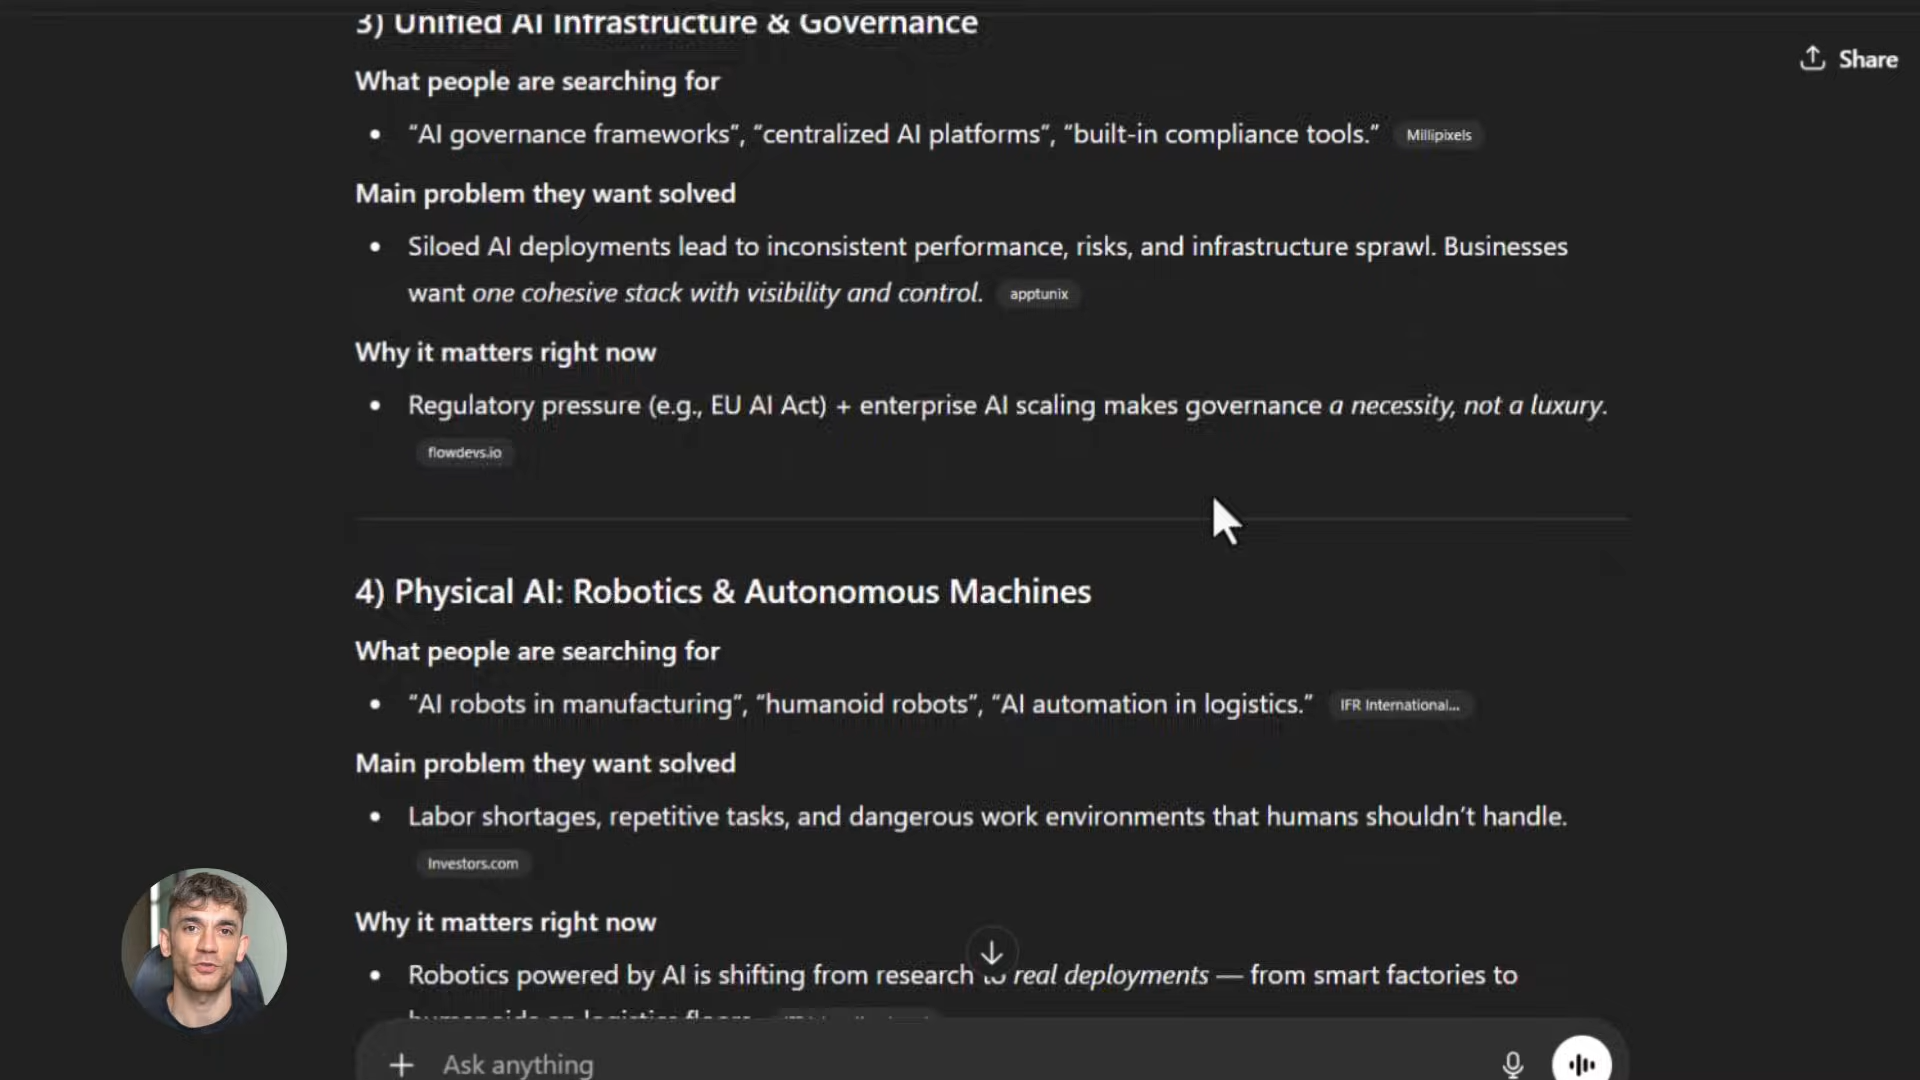 3) Unified AI Infrastructure & Governance
Share
What people are searching for
• “AI governance frameworks”, “centralized AI platforms”, “built-in compliance tools.” Millipixels
Main problem they want solved
• Siloed AI deployments lead to inconsistent performance, risks, and infrastructure sprawl. Businesses
want one cohesive stack with visibility and control. apptunix
Why it matters right now
• Regulatory pressure (e.g., EU AI Act) + enterprise AI scaling makes governance a necessity, not a luxury.
flowdevs.io
4) Physical AI: Robotics & Autonomous Machines
What people are searching for
• “AI robots in manufacturing”, “humanoid robots”, “AI automation in logistics.” IFR International...
Main problem they want solved
• Labor shortages, repetitive tasks, and dangerous work environments that humans shouldn’t handle.
Investors.com
Why it matters right now
• Robotics powered by AI is shifting from research to real deployments — from smart factories to
humanoids on logistics floors.
Ask anything